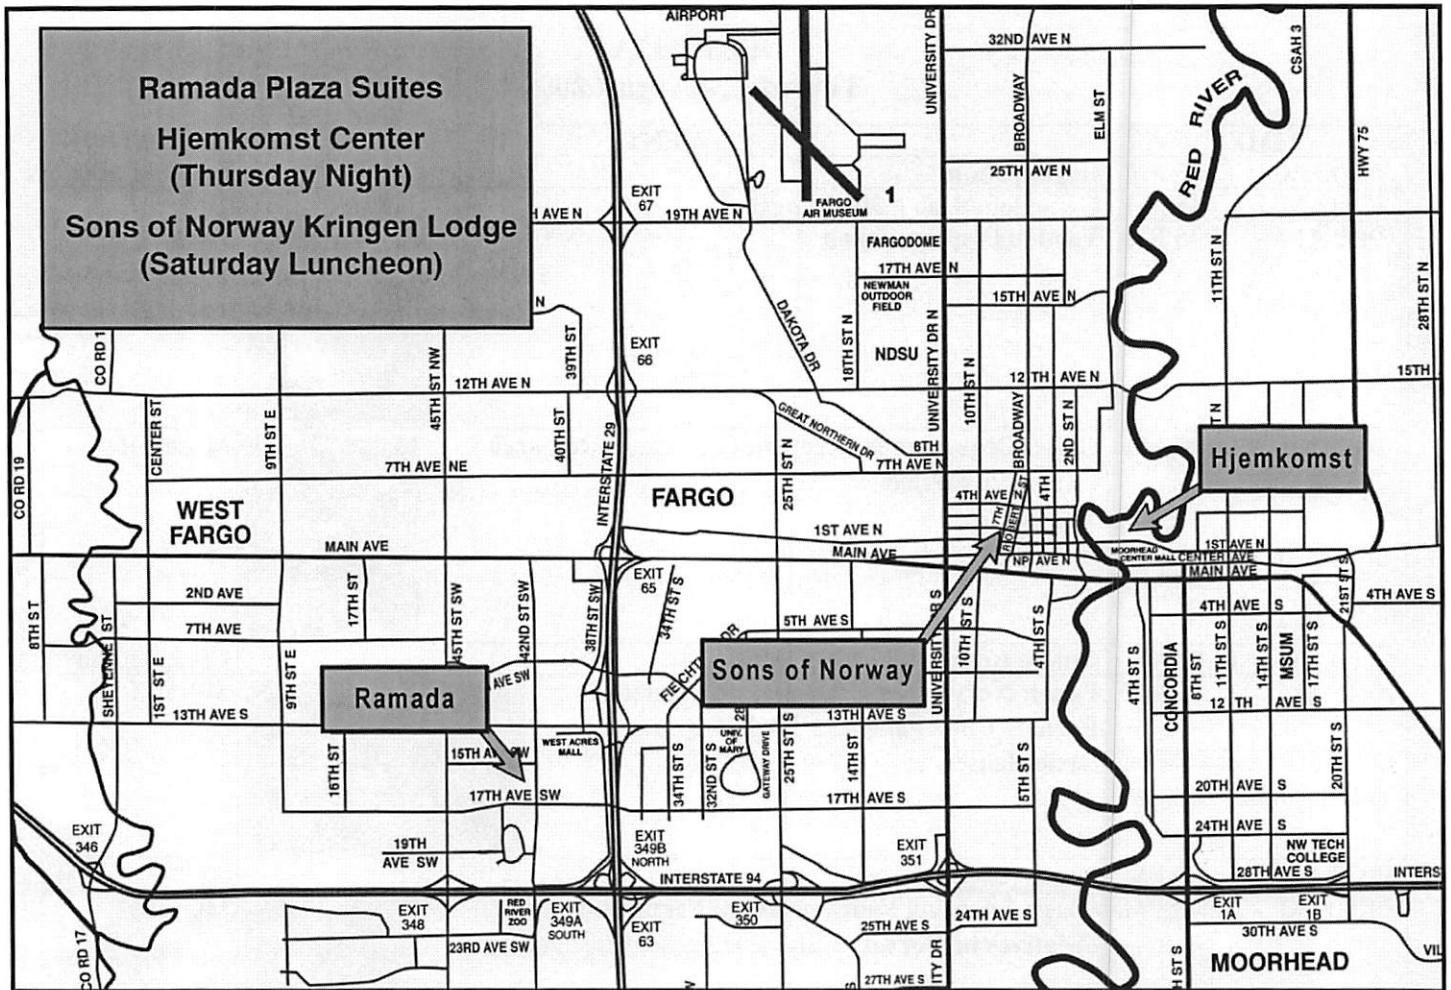 Ramada Plaza Suites
Hjemkomst Center
(Thursday Night)
Sons of Norway Kringen Lodge
(Saturday Luncheon)
AIRPORT
UNIVERSITY DR
32ND AVE N
BROADWAY
ELM ST
RED RIVER
CSAH 3
HWY 75
25TH AVE N
EXIT
67
H AVE N
19TH AVE N
FARGO
AIR MUSEUM
1
FARGODOME
17TH AVE N
NEWMAN
OUTDOOR
FIELD
15TH AVE N
11TH ST N
28TH ST N
N
DAKOTA DR
18TH ST N
NDSU
UNIVERSITY DR N
10TH ST N
CO RD 1
45TH ST NW
39TH ST
EXIT
66
12TH AVE N
12 TH AVE N
15TH
CENTER ST
9TH ST E
40TH ST
INTERSTATE 29
GREAT NORTHERN DR
25TH ST N
8TH
7TH AVE N
BROADWAY
2ND ST N
T N
Hjemkomst
CO RD 19
7TH AVE NE
FARGO
4TH AVE N
7TH
ST
4TH
ROBERT
WEST
FARGO
1ST AVE N
MAIN AVE
MAIN AVE
NP AVE N
MOORHEAD
CENTER MALL
1ST AVE N
CENTER AVE
MAIN AVE
8TH ST
SHEYENNE ST
2ND AVE
7TH AVE
17TH ST
45TH ST SW
42ND ST SW
38TH ST SW
EXIT
65
34TH ST S
5TH AVE S
10TH ST S
4TH ST S
4TH AVE S
21ST ST S
4TH AVE S
1ST ST E
9TH ST E
13TH AVE S
Ramada
AVE SW
FIECHTNER DR
Sons of Norway
UNIVERSITY DR S
4TH ST S
CONCORDIA
8TH ST
11TH ST S
14TH ST S
MSUM
17TH ST S
12 TH AVE S
16TH ST
15TH AVE SW
WEST ACRES
MALL
34TH ST S
32ND ST S
28
UNIV.
OF
MARY
GATEWAY DRIVE
25TH ST S
13TH AVE S
14TH ST
5TH ST S
20TH ST S
17TH AVE SW
17TH AVE S
20TH AVE S
24TH AVE S
NW TECH
COLLEGE
28TH AVE S
EXIT
346
19TH
AVE SW
EXIT
349B
NORTH
INTERSTATE 94
EXIT
351
INTERS
EXIT
348
RED
RIVER
ZOO
EXIT
349A
SOUTH
EXIT
63
EXIT
350
25TH AVE S
24TH AVE S
EXIT
1A
EXIT
1B
30TH AVE S
CO RD 17
23RD AVE SW
W
S
27TH AVE S
ITY DR
H ST S
MOORHEAD
VIL